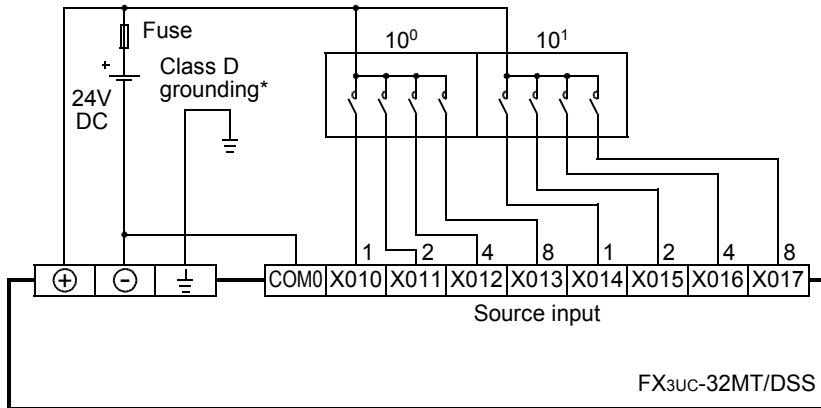 Fuse
10⁰
10¹
+
Class D
grounding*
24V
DC
1
2
4
8
1
2
4
8
+
-
COM0
X010
X011
X012
X013
X014
X015
X016
X017
Source input
FX3UC-32MT/DSS